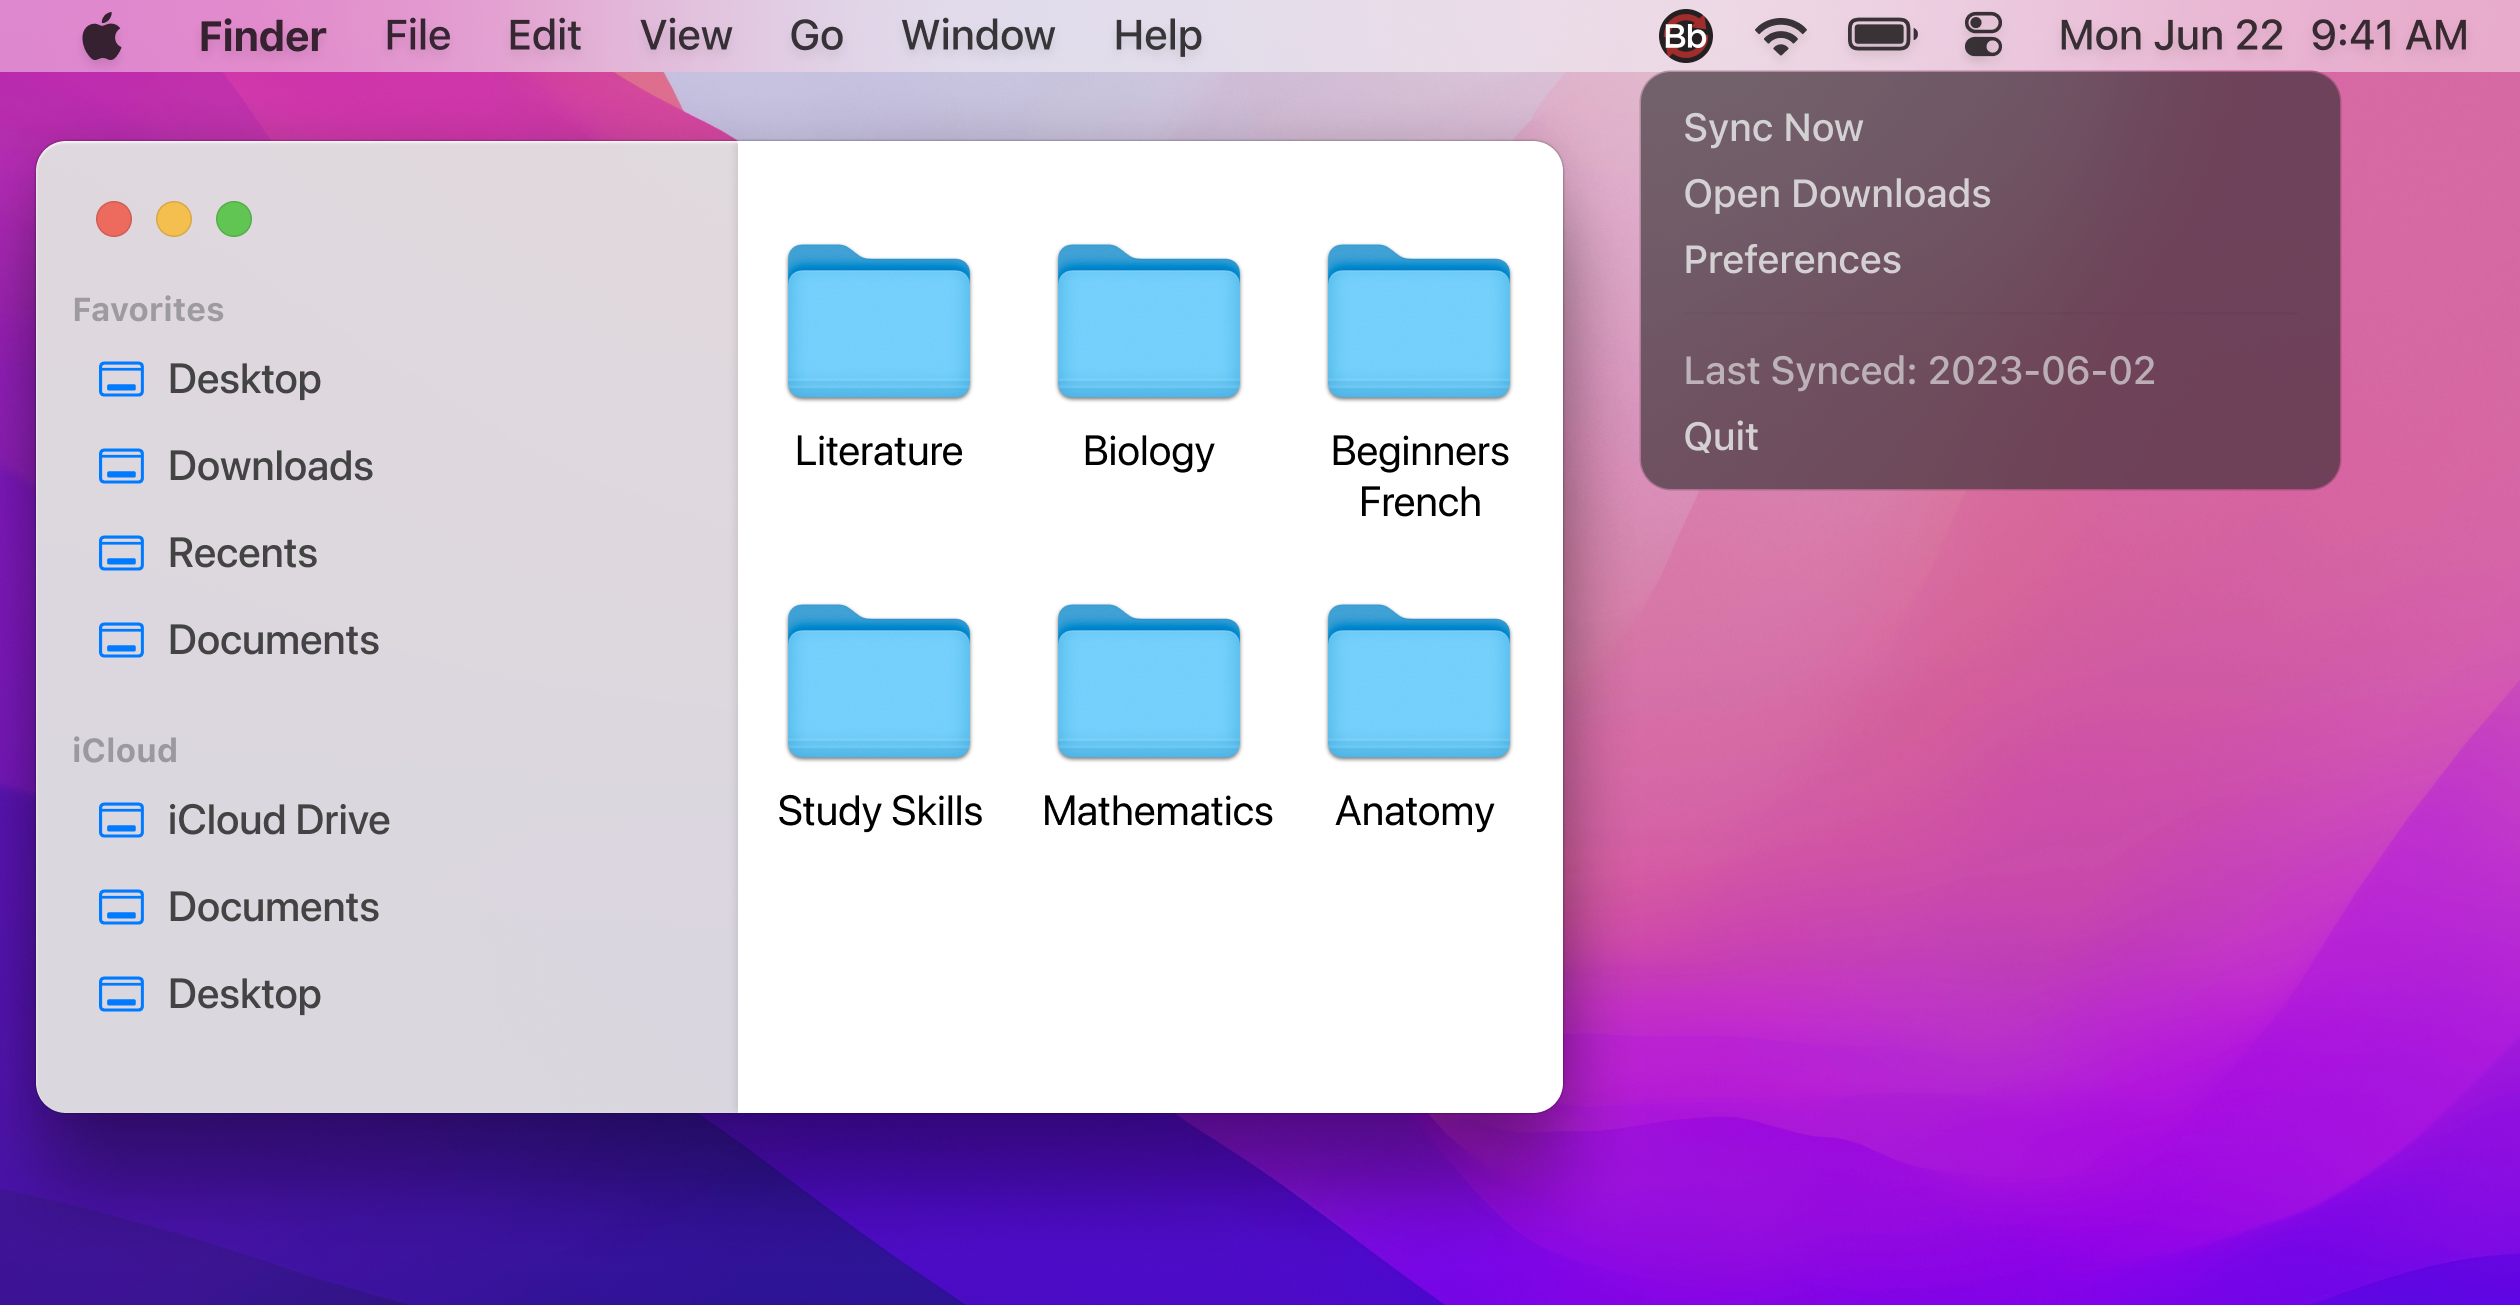 Finder File Edit View Go Window Help Bb Mon Jun 22 9:41 AM
Sync Now
Open Downloads
Preferences
Last Synced: 2023-06-02
Quit
Favorites
Desktop
Downloads
Recents
Documents
iCloud
iCloud Drive
Documents
Desktop
Literature
Biology
Beginners
French
Study Skills
Mathematics
Anatomy